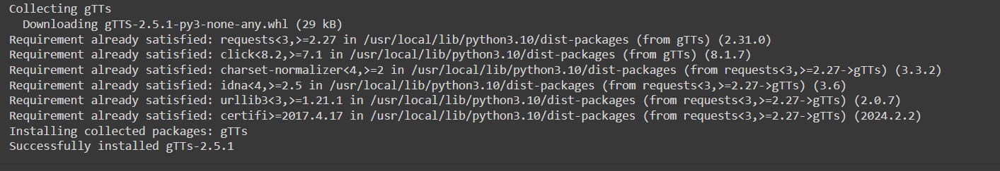 Collecting gTTs
Downloading gTTS-2.5.1-py3-none-any.whl (29 kB)
Requirement already satisfied: requests<3,>=2.27 in /usr/local/lib/python3.10/dist-packages (from gTTs) (2.31.0)
Requirement already satisfied: click<8.2,>=7.1 in /usr/local/lib/python3.10/dist-packages (from gTTs) (8.1.7)
Requirement already satisfied: charset-normalizer<4,>=2 in /usr/local/lib/python3.10/dist-packages (from requests<3,>=2.27->gTTs) (3.3.2)
Requirement already satisfied: idna<4,>=2.5 in /usr/local/lib/python3.10/dist-packages (from requests<3,>=2.27->gTTs) (3.6)
Requirement already satisfied: urllib3<3,>=1.21.1 in /usr/local/lib/python3.10/dist-packages (from requests<3,>=2.27->gTTs) (2.0.7)
Requirement already satisfied: certifi>=2017.4.17 in /usr/local/lib/python3.10/dist-packages (from requests<3,>=2.27->gTTs) (2024.2.2)
Installing collected packages: gTTs
Successfully installed gTTs-2.5.1